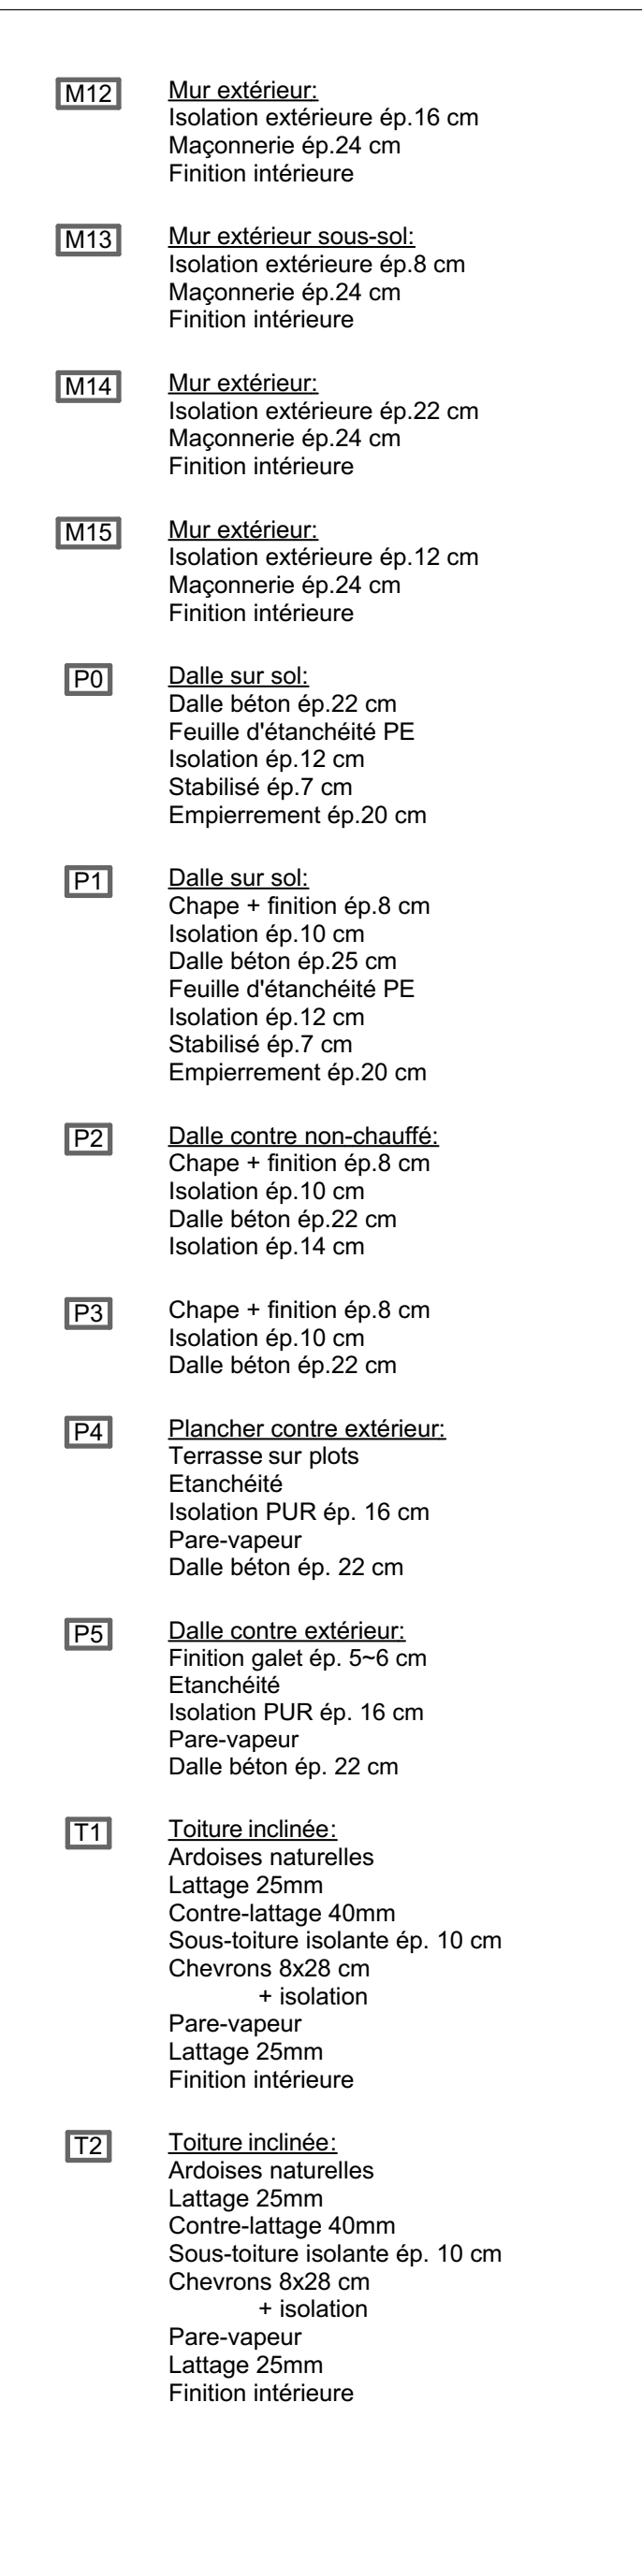 M12 Mur extérieur:
Isolation extérieure ép.16 cm
Maçonnerie ép.24 cm
Finition intérieure
M13 Mur extérieur sous-sol:
Isolation extérieure ép.8 cm
Maçonnerie ép.24 cm
Finition intérieure
M14 Mur extérieur:
Isolation extérieure ép.22 cm
Maçonnerie ép.24 cm
Finition intérieure
M15 Mur extérieur:
Isolation extérieure ép.12 cm
Maçonnerie ép.24 cm
Finition intérieure
P0 Dalle sur sol:
Dalle béton ép.22 cm
Feuille d'étanchéité PE
Isolation ép.12 cm
Stabilisé ép.7 cm
Empierrement ép.20 cm
P1 Dalle sur sol:
Chape + finition ép.8 cm
Isolation ép.10 cm
Dalle béton ép.25 cm
Feuille d'étanchéité PE
Isolation ép.12 cm
Stabilisé ép.7 cm
Empierrement ép.20 cm
P2 Dalle contre non-chauffé:
Chape + finition ép.8 cm
Isolation ép.10 cm
Dalle béton ép.22 cm
Isolation ép.14 cm
P3 Chape + finition ép.8 cm
Isolation ép.10 cm
Dalle béton ép.22 cm
P4 Plancher contre extérieur:
Terrasse sur plots
Etanchéité
Isolation PUR ép. 16 cm
Pare-vapeur
Dalle béton ép. 22 cm
P5 Dalle contre extérieur:
Finition galet ép. 5~6 cm
Etanchéité
Isolation PUR ép. 16 cm
Pare-vapeur
Dalle béton ép. 22 cm
T1 Toiture inclinée:
Ardoises naturelles
Lattage 25mm
Contre-lattage 40mm
Sous-toiture isolante ép. 10 cm
Chevrons 8x28 cm
+ isolation
Pare-vapeur
Lattage 25mm
Finition intérieure
T2 Toiture inclinée:
Ardoises naturelles
Lattage 25mm
Contre-lattage 40mm
Sous-toiture isolante ép. 10 cm
Chevrons 8x28 cm
+ isolation
Pare-vapeur
Lattage 25mm
Finition intérieure